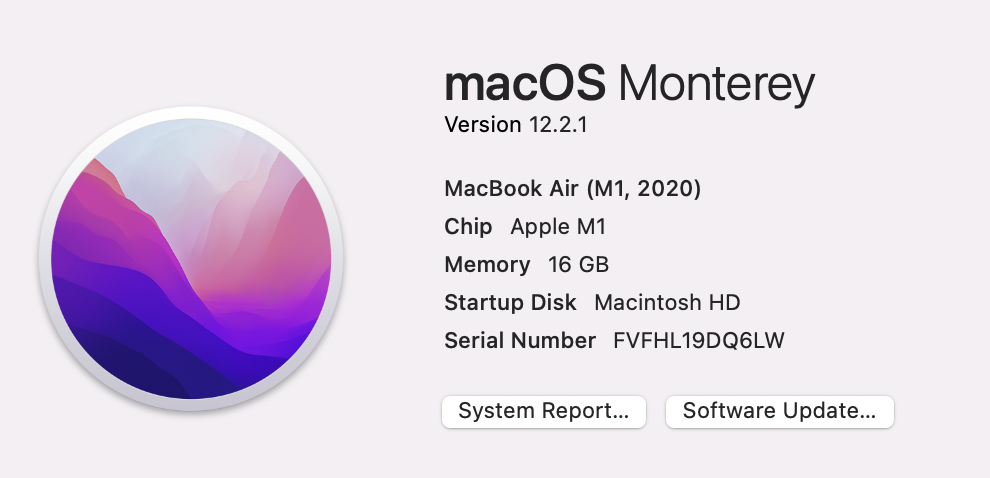 macOS Monterey
Version 12.2.1
MacBook Air (M1, 2020)
Chip Apple M1
Memory 16 GB
Startup Disk Macintosh HD
Serial Number FVFHL19DQ6LW
System Report... Software Update...